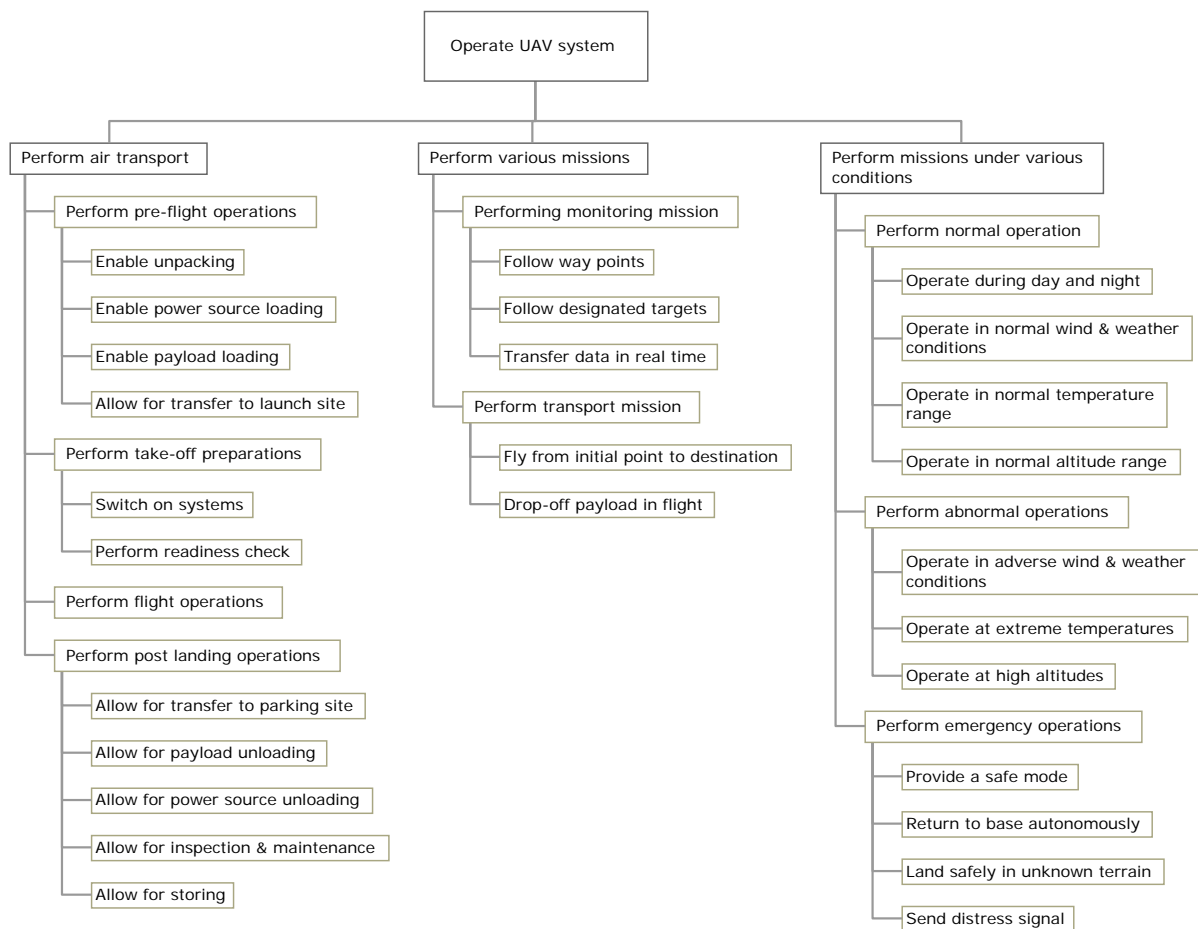 Operate UAV system
Perform air transport
Perform pre-flight operations
Enable unpacking
Enable power source loading
Enable payload loading
Allow for transfer to launch site
Perform take-off preparations
Switch on systems
Perform readiness check
Perform flight operations
Perform post landing operations
Allow for transfer to parking site
Allow for payload unloading
Allow for power source unloading
Allow for inspection & maintenance
Allow for storing
Perform various missions
Performing monitoring mission
Follow way points
Follow designated targets
Transfer data in real time
Perform transport mission
Fly from initial point to destination
Drop-off payload in flight
Perform missions under various
conditions
Perform normal operation
Operate during day and night
Operate in normal wind & weather
conditions
Operate in normal temperature
range
Operate in normal altitude range
Perform abnormal operations
Operate in adverse wind & weather
conditions
Operate at extreme temperatures
Operate at high altitudes
Perform emergency operations
Provide a safe mode
Return to base autonomously
Land safely in unknown terrain
Send distress signal